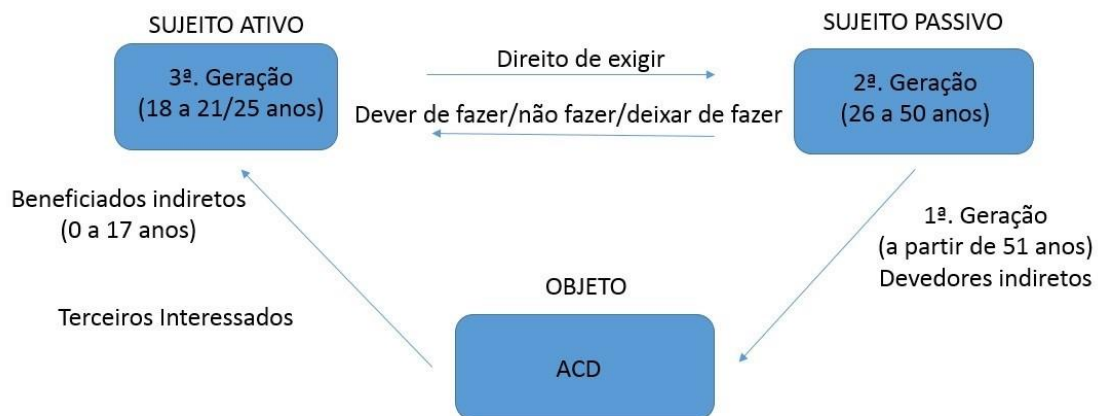 SUJEITO ATIVO
SUJEITO PASSIVO
3ª. Geração
(18 a 21/25 anos)
Direito de exigir
Dever de fazer/não fazer/deixar de fazer
2ª. Geração
(26 a 50 anos)
Beneficiados indiretos
(0 a 17 anos)
1ª. Geração
(a partir de 51 anos)
Devedores indiretos
Terceiros Interessados
OBJETO
ACD